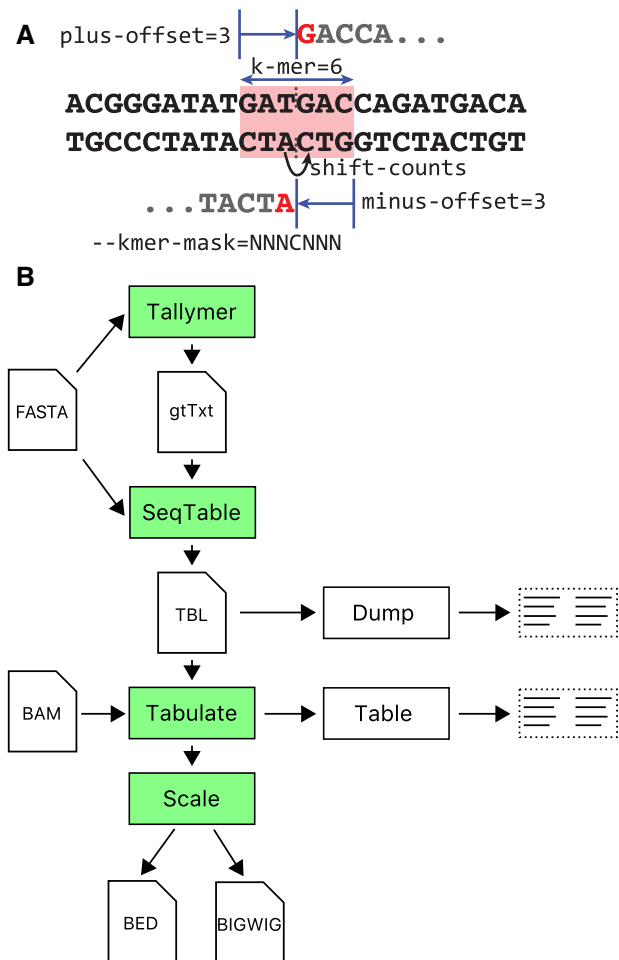 A
plus-offset=3 GACCA...
k-mer=6
ACGGGATATGATGACCAGATGACA
TGCCCTATACTACTGGTCTACTGT
shift-counts
...TACTA minus-offset=3
--kmer-mask=NNNCNNN
B
Tallymer
FASTA gtTxt
SeqTable
TBL Dump
BAM Tabulate Table
Scale
BED BIGWIG